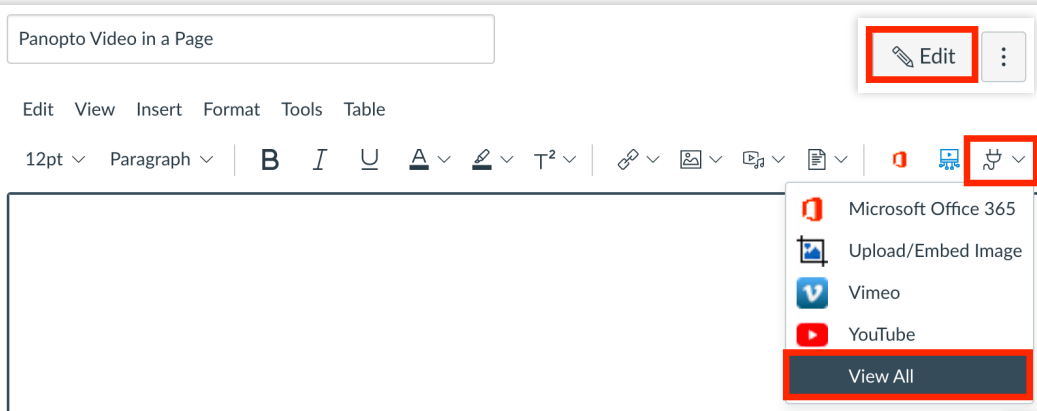 Panopto Video in a Page
Edit
Edit View Insert Format Tools Table
12pt Paragraph B I U A T²
Microsoft Office 365
Upload/Embed Image
Vimeo
YouTube
View All